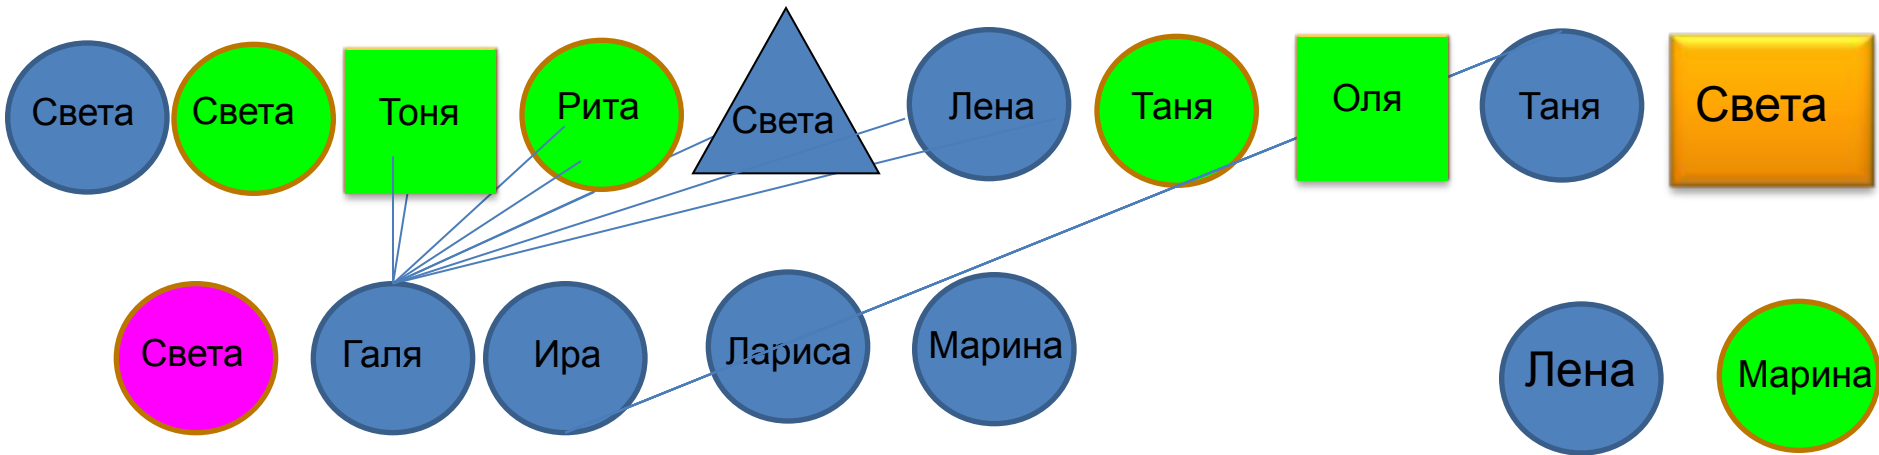 Света
Света
Тоня
Рита
Света
Лена
Таня
Оля
Таня
Света
Света
Галя
Ира
Лариса
Марина
Лена
Марина